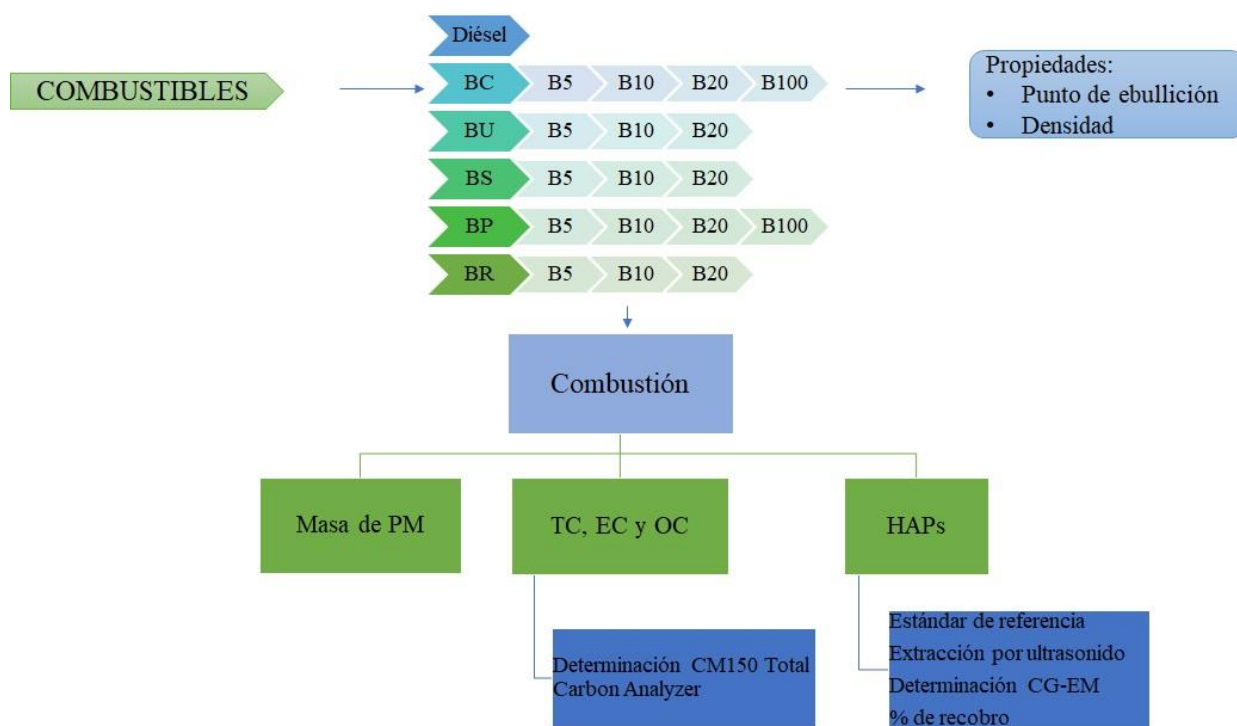 COMBUSTIBLES
Diésel
BC B5 B10 B20 B100
BU B5 B10 B20
BS B5 B10 B20
BP B5 B10 B20 B100
BR B5 B10 B20
Propiedades:
• Punto de ebullición
• Densidad
Combustión
Masa de PM
TC, EC y OC
HAPs
Determinación CM150 Total
Carbon Analyzer
Estándar de referencia
Extracción por ultrasonido
Determinación CG-EM
% de recobro